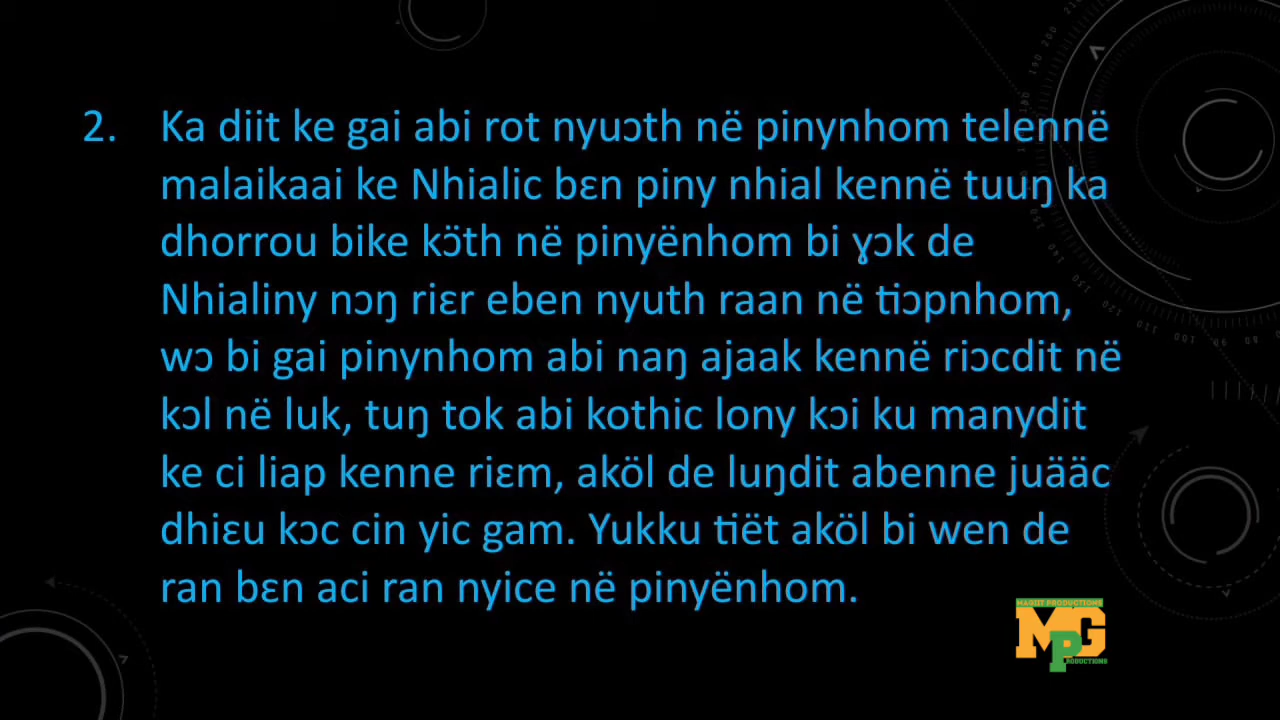 2. Ka diit ke gai abi rot nyuɔth në pinynhom telennë
malaikaai ke Nhialic bɛn piny nhial kennë tuuŋ ka
dhorrou bike kɔ̈th në pinyënhom bi ɣɔk de
Nhialiny nɔŋ riɛr eben nyuth raan në tiɔpnhom,
wɔ bi gai pinynhom abi naŋ ajaak kennë riɔcdit në
kɔl në luk, tuŋ tok abi kothic lony kɔi ku manydit
ke ci liap kenne riɛm, aköl de luŋdit abenne juääc
dhiɛu kɔc cin yic gam. Yukku tiët aköl bi wen de
ran bɛn aci ran nyice në pinyënhom.
MAGIIT PRODUCTIONS
MPG
PRODUCTIONS